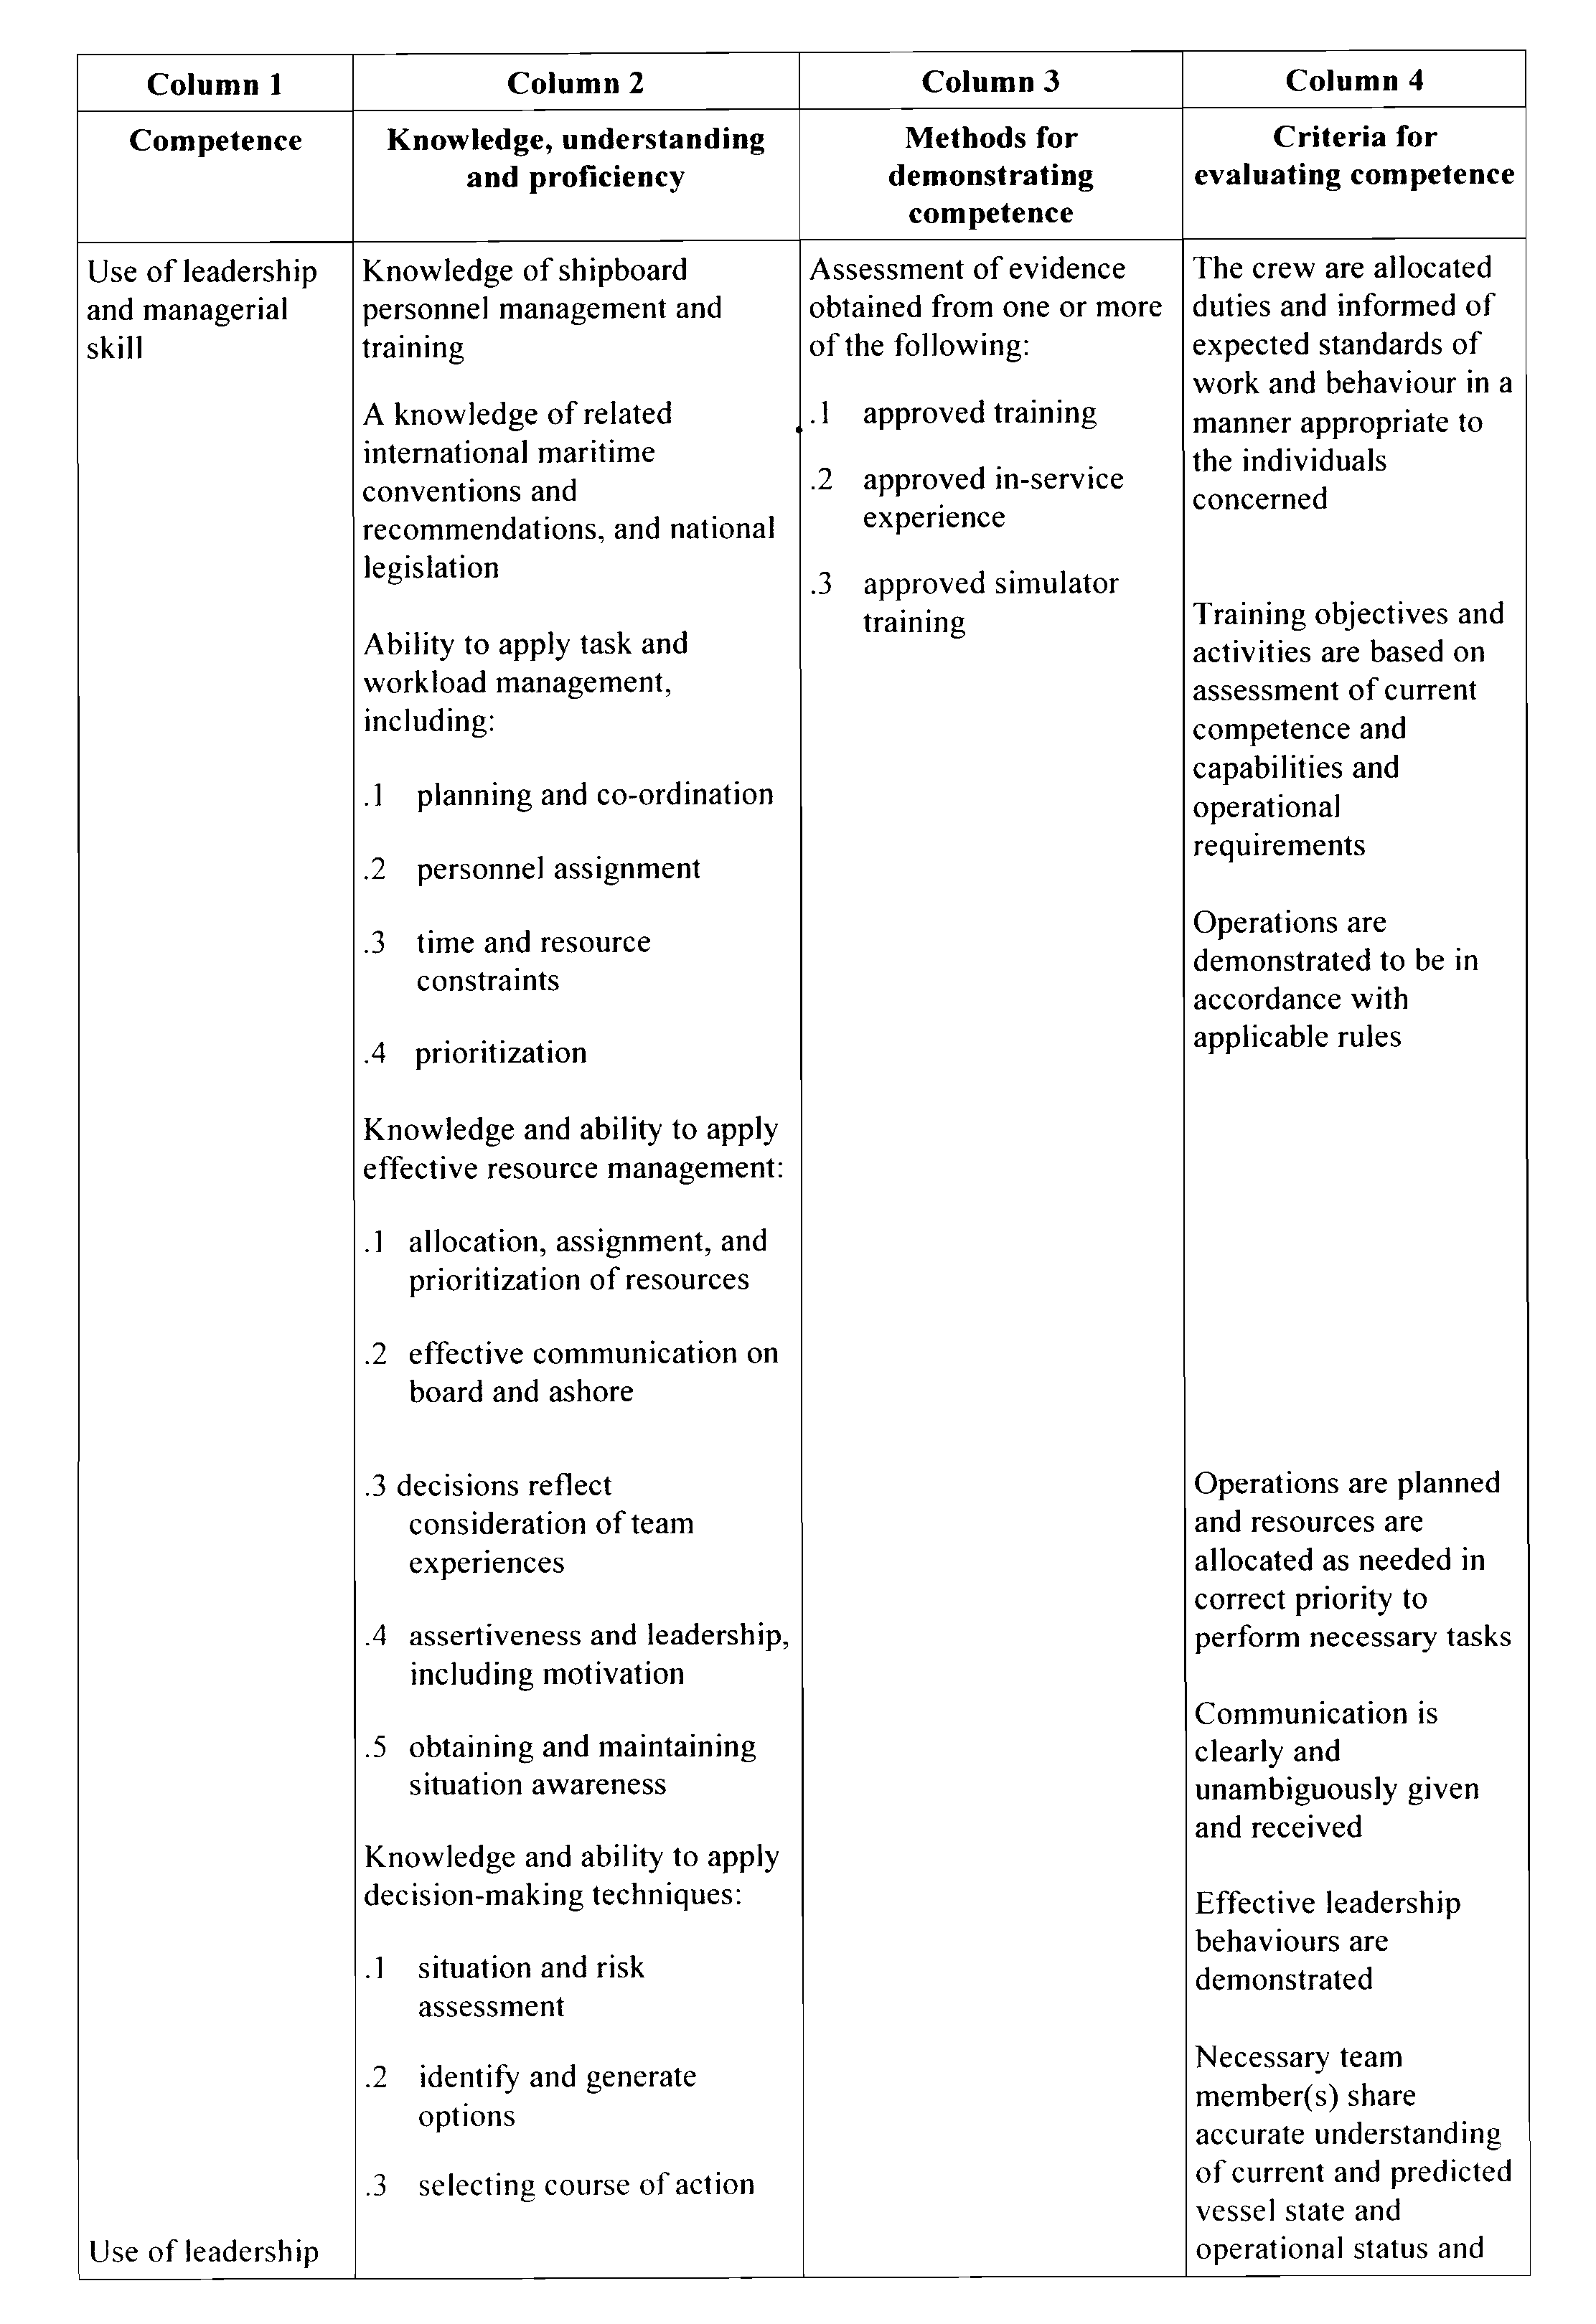 Column 1
Column 2
Column 3
Column 4
Competence
Knowledge, understanding
and proficiency
Methods for
demonstrating
competence
Criteria for
evaluating competence
Use of leadership
and managerial
skill
Knowledge of shipboard
personnel management and
training
A knowledge of related
international maritime
conventions and
recommendations, and national
legislation
Ability to apply task and
workload management,
including:
.1 planning and co-ordination
.2 personnel assignment
.3 time and resource
constraints
.4 prioritization
Knowledge and ability to apply
effective resource management:
.1 allocation, assignment, and
prioritization of resources
.2 effective communication on
board and ashore
.3 decisions reflect
consideration of team
experiences
.4 assertiveness and leadership,
including motivation
.5 obtaining and maintaining
situation awareness
Knowledge and ability to apply
decision-making techniques:
.1 situation and risk
assessment
.2 identify and generate
options
.3 selecting course of action
Assessment of evidence
obtained from one or more
of the following:
.1 approved training
.2 approved in-service
experience
.3 approved simulator
training
The crew are allocated
duties and informed of
expected standards of
work and behaviour in a
manner appropriate to
the individuals
concerned
Training objectives and
activities are based on
assessment of current
competence and
capabilities and
operational
requirements
Operations are
demonstrated to be in
accordance with
applicable rules
Operations are planned
and resources are
allocated as needed in
correct priority to
perform necessary tasks
Communication is
clearly and
unambiguously given
and received
Effective leadership
behaviours are
demonstrated
Necessary team
member(s) share
accurate understanding
of current and predicted
vessel state and
operational status and
Use of leadership